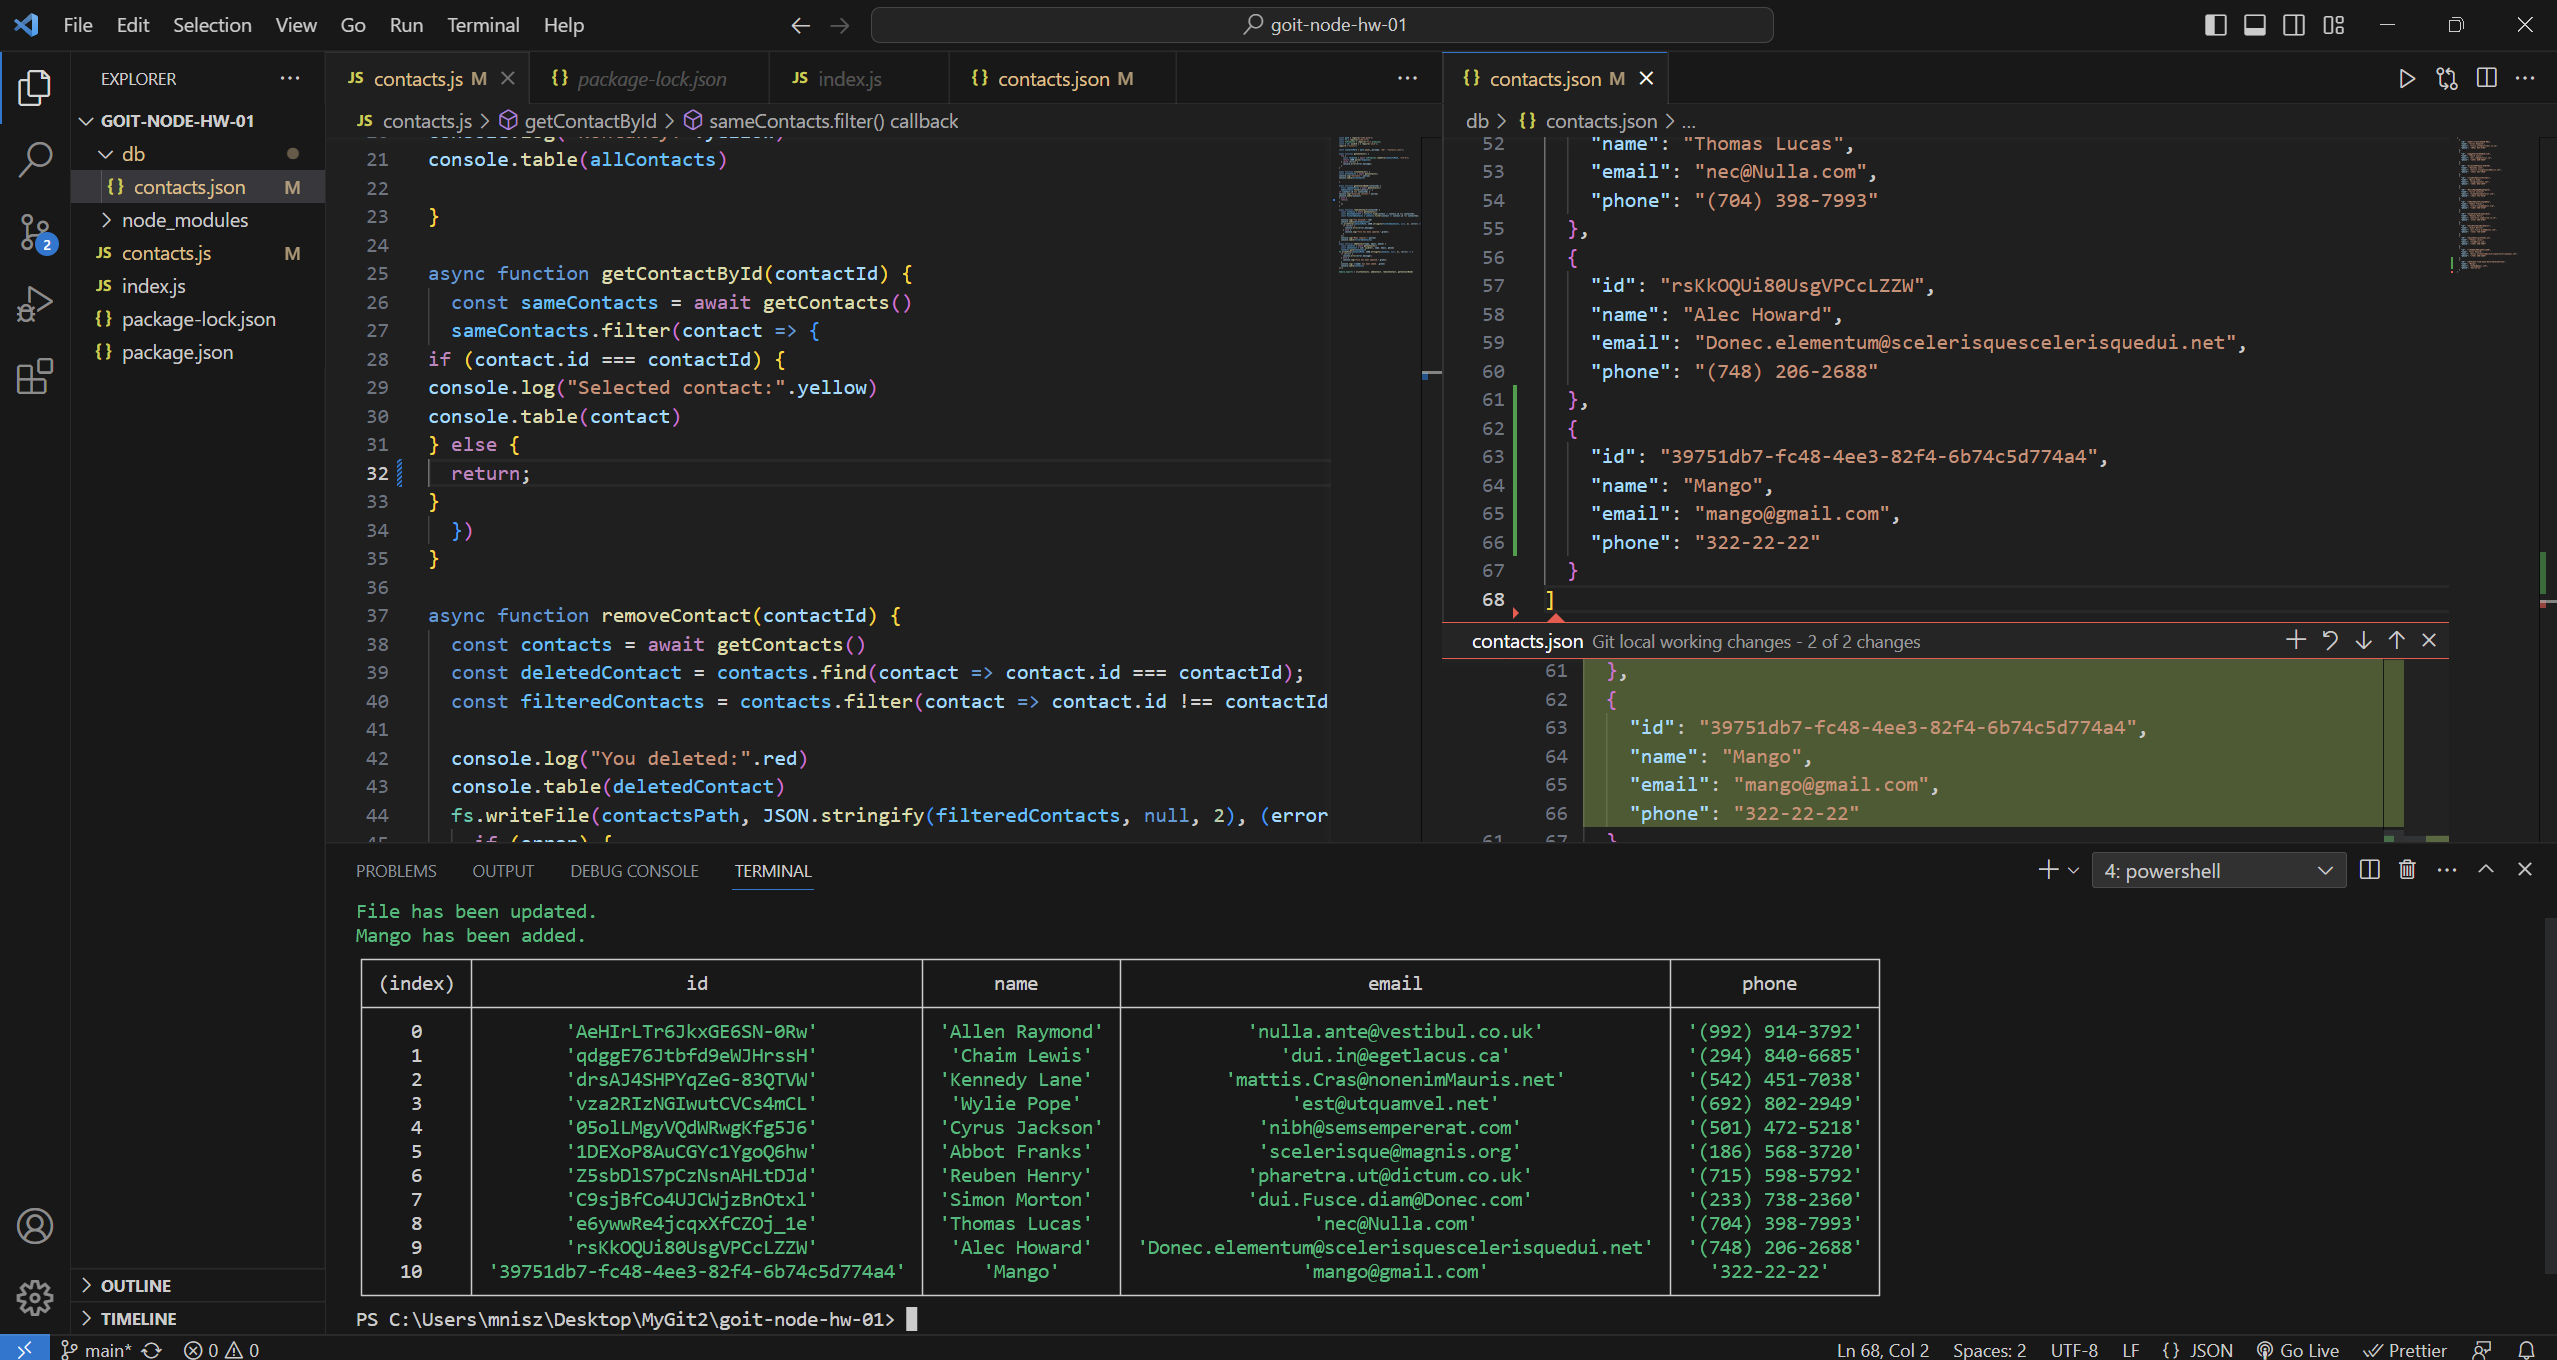 File Edit Selection View Go Run Terminal Help
goit-node-hw-01
EXPLORER
GOIT-NODE-HW-01
db
{} contacts.json M
node_modules
JS contacts.js M
JS index.js
{} package-lock.json
{} package.json
2
OUTLINE
TIMELINE
JS contacts.js M
{} package-lock.json
JS index.js
{} contacts.json M
JS contacts.js > getContactById > sameContacts.filter() callback
21 console.table(allContacts)
22
23 }
24
25 async function getContactById(contactId) {
26 const sameContacts = await getContacts()
27 sameContacts.filter(contact => {
28 if (contact.id === contactId) {
29 console.log("Selected contact:".yellow)
30 console.table(contact)
31 } else {
32 return;
33 }
34 })
35 }
36
37 async function removeContact(contactId) {
38 const contacts = await getContacts()
39 const deletedContact = contacts.find(contact => contact.id === contactId);
40 const filteredContacts = contacts.filter(contact => contact.id !== contactId
41
42 console.log("You deleted:".red)
43 console.table(deletedContact)
44 fs.writeFile(contactsPath, JSON.stringify(filteredContacts, null, 2), (error
{} contacts.json M
db > {} contacts.json > ...
52 "name": "Thomas Lucas",
53 "email": "nec@Nulla.com",
54 "phone": "(704) 398-7993"
55 },
56 {
57 "id": "rsKkOQUi80UsgVPCcLZZW",
58 "name": "Alec Howard",
59 "email": "Donec.elementum@scelerisquescelerisquedui.net",
60 "phone": "(748) 206-2688"
61 },
62 {
63 "id": "39751db7-fc48-4ee3-82f4-6b74c5d774a4",
64 "name": "Mango",
65 "email": "mango@gmail.com",
66 "phone": "322-22-22"
67 }
68 ]
contacts.json Git local working changes - 2 of 2 changes
61 },
62 {
63 "id": "39751db7-fc48-4ee3-82f4-6b74c5d774a4",
64 "name": "Mango",
65 "email": "mango@gmail.com",
66 "phone": "322-22-22"
61 67 }
PROBLEMS OUTPUT DEBUG CONSOLE TERMINAL
4: powershell
File has been updated.
Mango has been added.
(index) id name email phone
0 'AeHIrLTr6JkxGE6SN-0Rw' 'Allen Raymond' 'nulla.ante@vestibul.co.uk' '(992) 914-3792'
1 'qdggE76Jtbfd9eWJHrssH' 'Chaim Lewis' 'dui.in@egetlacus.ca' '(294) 840-6685'
2 'drsAJ4SHPYqZeG-83QTVW' 'Kennedy Lane' 'mattis.Cras@nonenimMauris.net' '(542) 451-7038'
3 'vza2RIzNGIwutCVCs4mCL' 'Wylie Pope' 'est@utquamvel.net' '(692) 802-2949'
4 '05olLMgyVQdWRwgKfg5J6' 'Cyrus Jackson' 'nibh@semsempererat.com' '(501) 472-5218'
5 '1DEXoP8AuCGYc1YgoQ6hw' 'Abbot Franks' 'scelerisque@magnis.org' '(186) 568-3720'
6 'Z5sbDlS7pCzNsnAHLtDJd' 'Reuben Henry' 'pharetra.ut@dictum.co.uk' '(715) 598-5792'
7 'C9sjBfCo4UJCWjzBnOtxl' 'Simon Morton' 'dui.Fusce.diam@Donec.com' '(233) 738-2360'
8 'e6ywwRe4jcqxXfCZOj_1e' 'Thomas Lucas' 'nec@Nulla.com' '(704) 398-7993'
9 'rsKkOQUi80UsgVPCcLZZW' 'Alec Howard' 'Donec.elementum@scelerisquescelerisquedui.net' '(748) 206-2688'
10 '39751db7-fc48-4ee3-82f4-6b74c5d774a4' 'Mango' 'mango@gmail.com' '322-22-22'
PS C:\Users\mnisz\Desktop\MyGit2\goit-node-hw-01>
main* 0 0
Ln 68, Col 2 Spaces: 2 UTF-8 LF {} JSON Go Live Prettier